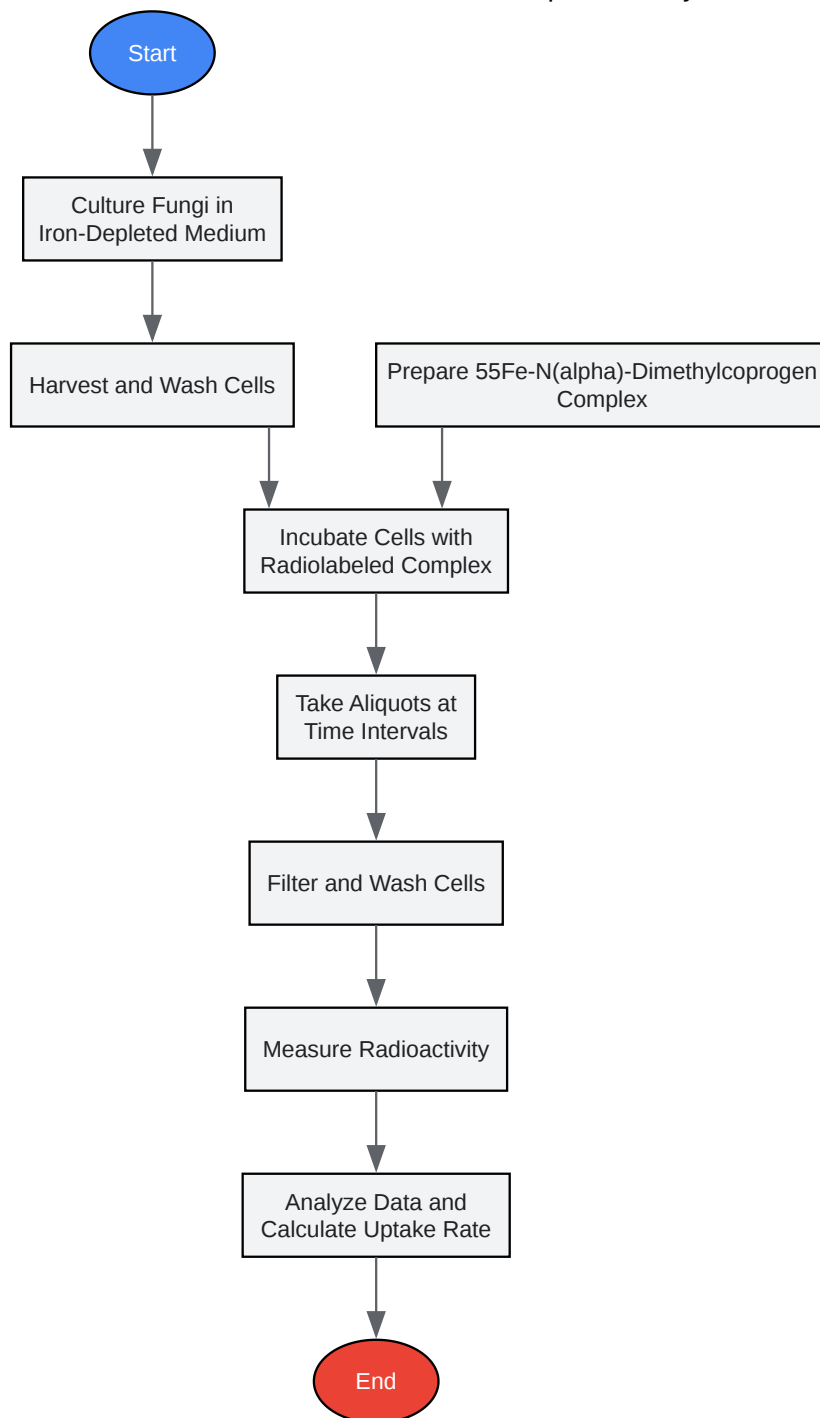 Start
Culture Fungi in
Iron-Depleted Medium
Harvest and Wash Cells
Prepare 55Fe-N(alpha)-Dimethylcoprogen
Complex
Incubate Cells with
Radiolabeled Complex
Take Aliquots at
Time Intervals
Filter and Wash Cells
Measure Radioactivity
Analyze Data and
Calculate Uptake Rate
End